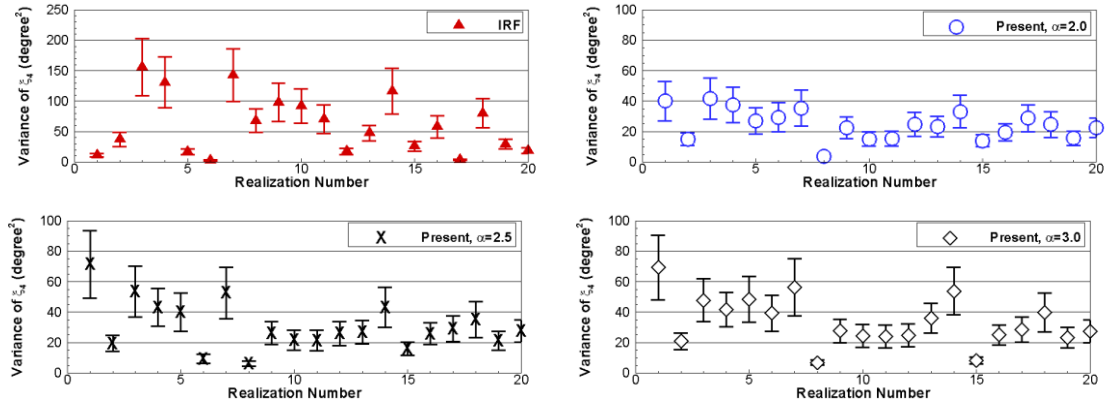 Variance of ξ4 (degree²)
250
200
150
100
50
0
IRF
0 5 10 15 20
Realization Number
Variance of ξ4 (degree²)
100
80
60
40
20
0
Present, α=2.0
0 5 10 15 20
Realization Number
Variance of ξ4 (degree²)
100
80
60
40
20
0
Present, α=2.5
0 5 10 15 20
Realization Number
Variance of ξ4 (degree²)
100
80
60
40
20
0
Present, α=3.0
0 5 10 15 20
Realization Number